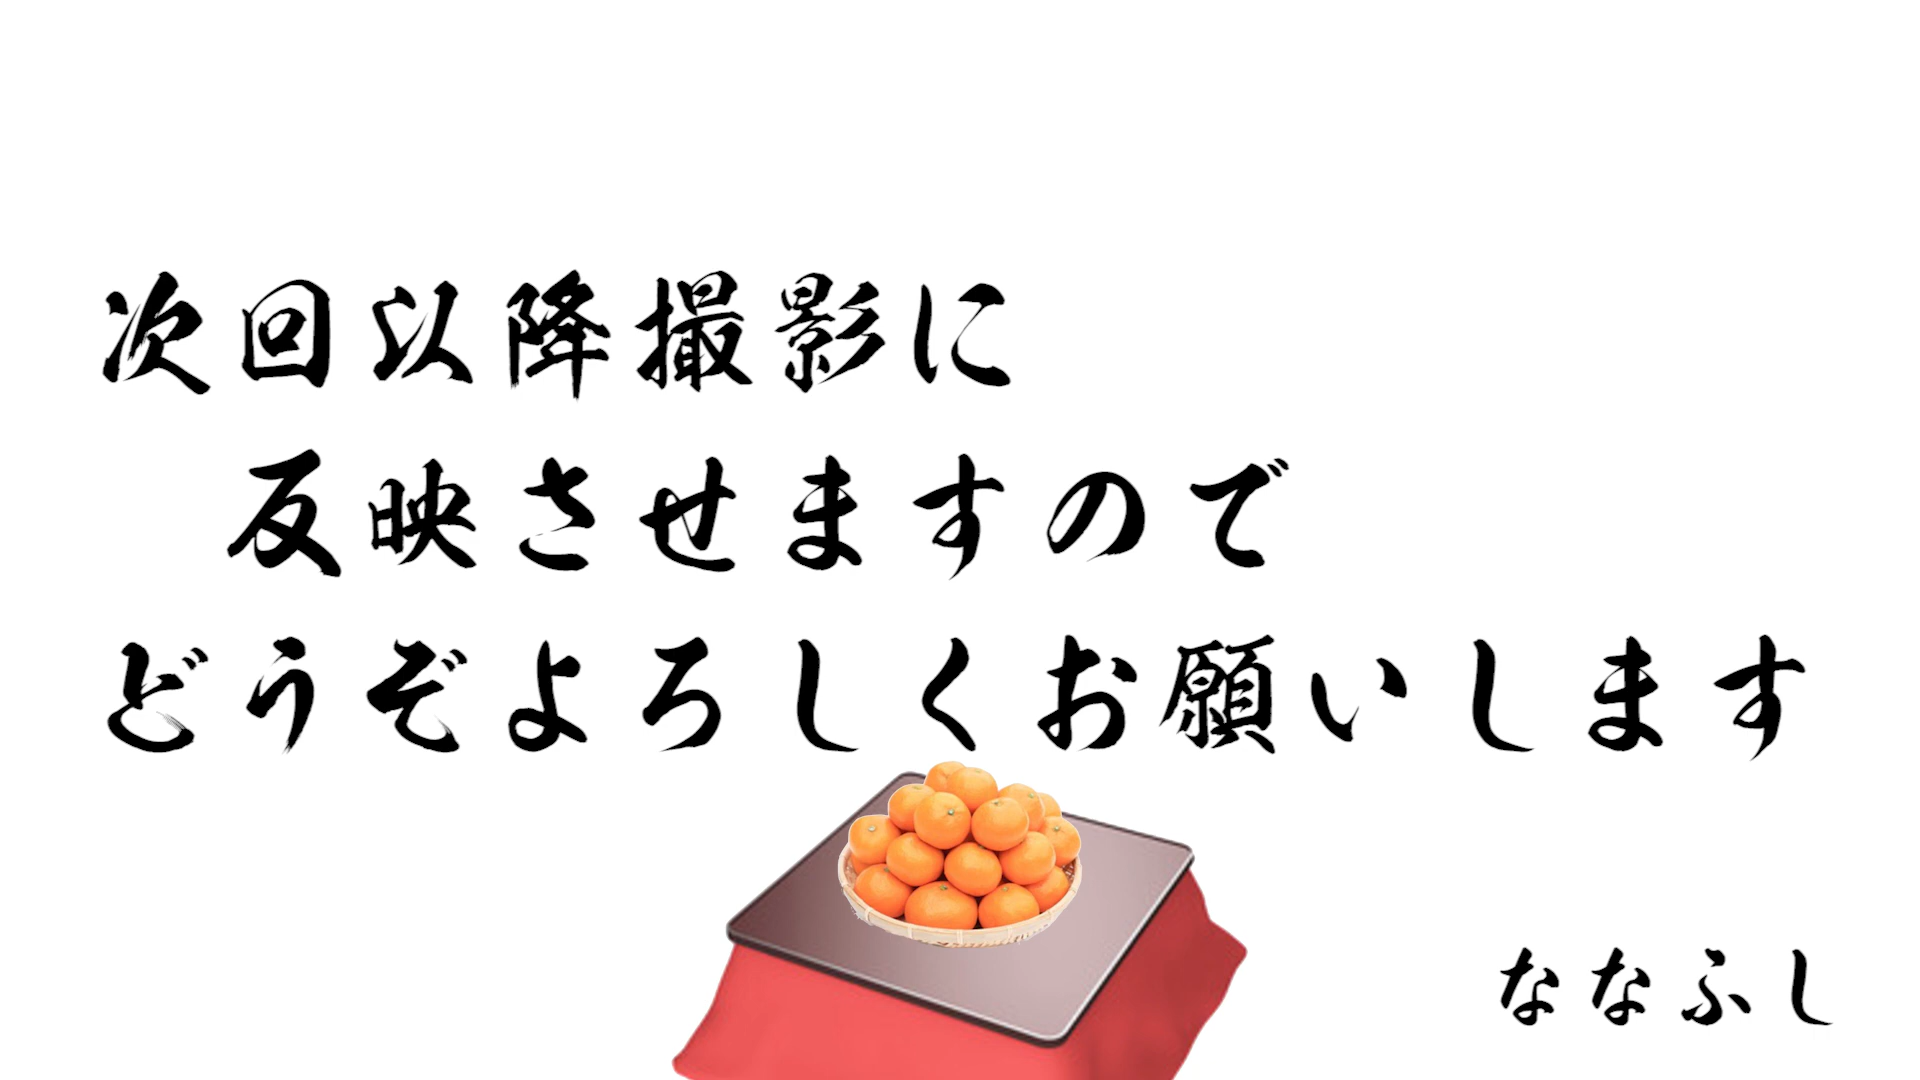 次回以降撮影に
反映させますので
どうぞよろしくお願いします
ななふし